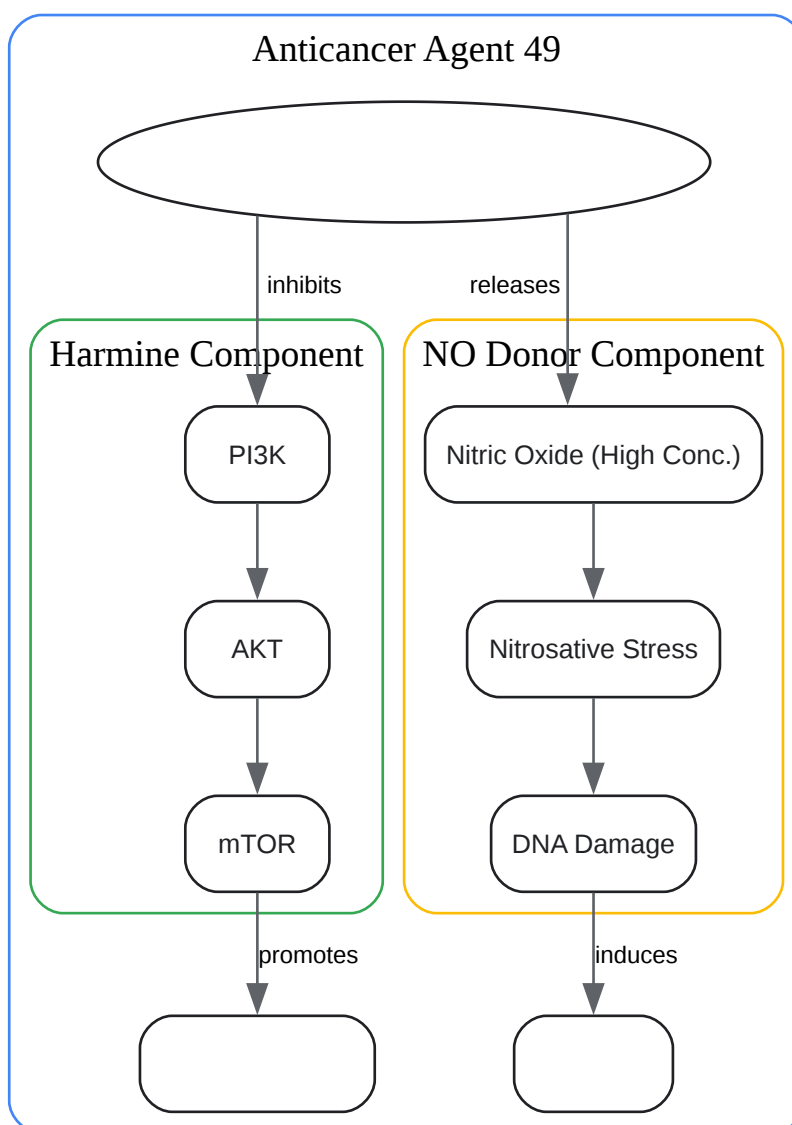 Anticancer Agent 49
inhibits
releases
Harmine Component
NO Donor Component
PI3K
Nitric Oxide (High Conc.)
AKT
Nitrosative Stress
mTOR
DNA Damage
promotes
induces